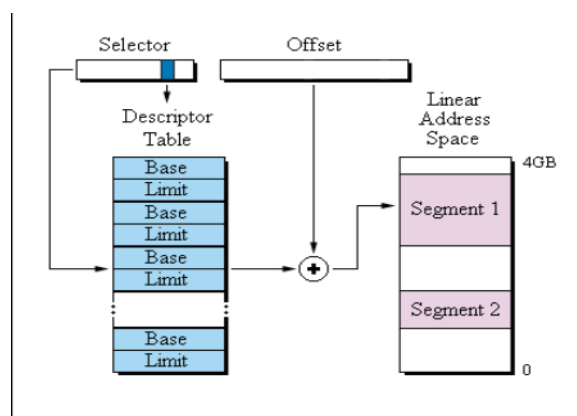 Selector
Offset
Descriptor
Table
Linear
Address
Space
Base
Limit
Base
Limit
Base
Limit
Base
Limit
+
4GB
Segment 1
Segment 2
0